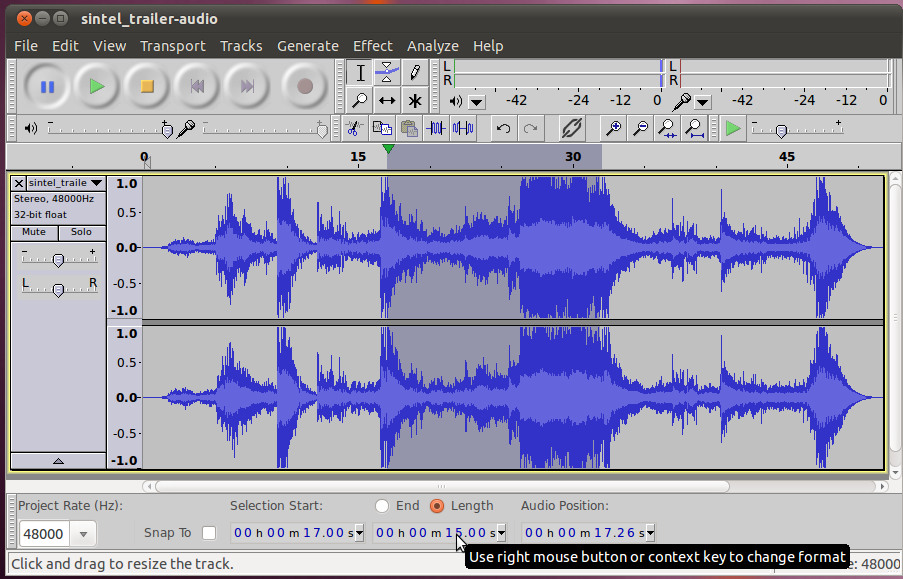 sintel_trailer-audio
File Edit View Transport Tracks Generate Effect Analyze Help
L
R
-42 -24 -12 0
L
R
-42 -24 -12 0
0 15 30 45
sintel_traile
Stereo, 48000Hz
32-bit float
Mute Solo
- +
L R
1.0
0.5
0.0
-0.5
-1.0
1.0
0.5
0.0
-0.5
-1.0
Project Rate (Hz): Selection Start: End Length Audio Position:
48000 Snap To 00 h 00 m 17.00 s 00 h 00 m 15.00 s 00 h 00 m 17.26 s
Use right mouse button or context key to change format
Click and drag to resize the track. e: 48000